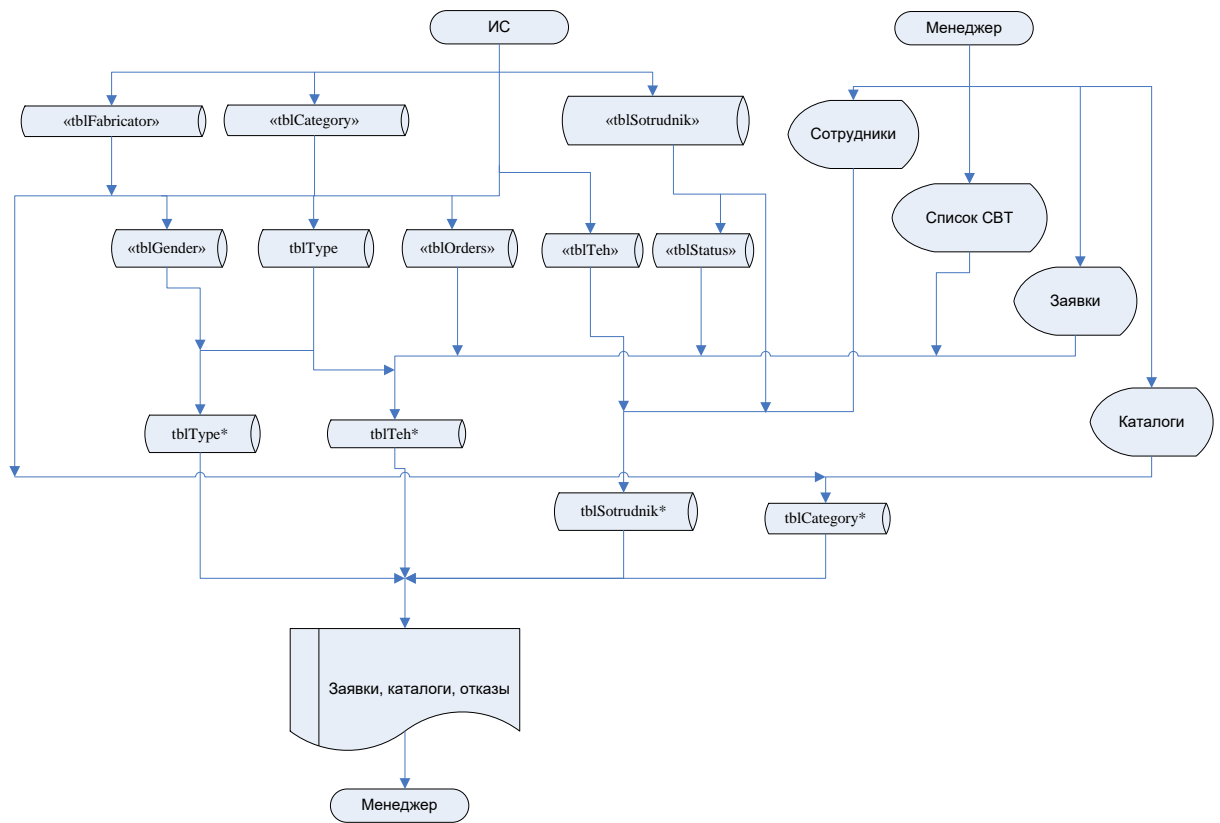 ИС
Менеджер
«tblFabricator»
«tblCategory»
«tblSotrudnik»
Сотрудники
Список СВТ
«tblGender»
tblType
«tblOrders»
«tblTeh»
«tblStatus»
Заявки
Каталоги
tblType*
tblTeh*
tblSotrudnik*
tblCategory*
Заявки, каталоги, отказы
Менеджер